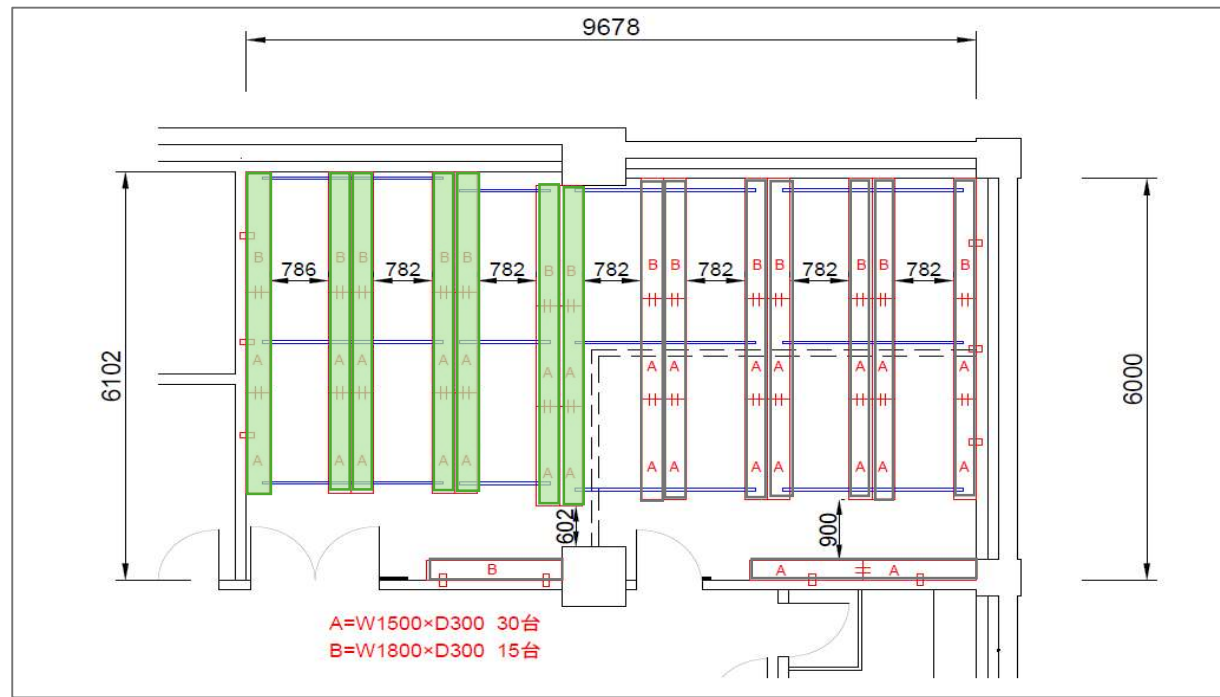 9678
B B B B B B B B B B B B B B
786 782 782 782 782 782 782
A A A A A A A A A A A A A A
6102
6000
A A A A A A A A A A A A A A
602
900
B
A A
A=W1500×D300 30台
B=W1800×D300 15台